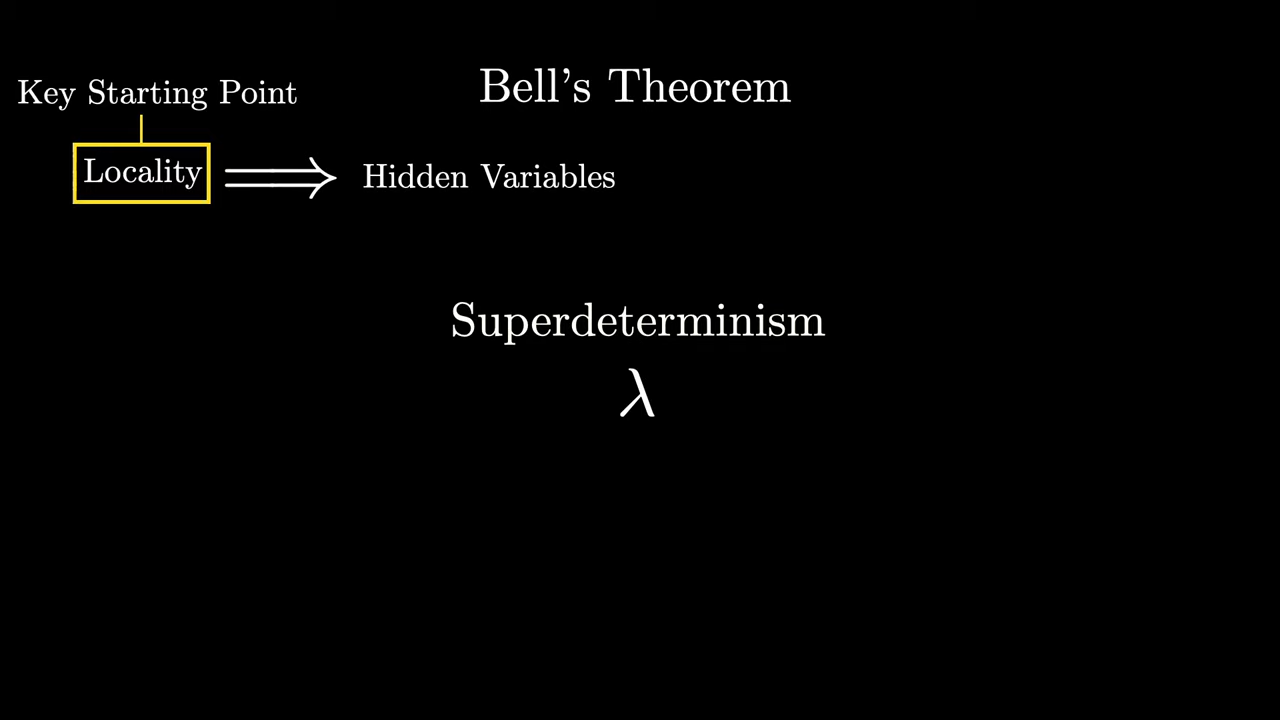 Bell's Theorem
Key Starting Point
Locality ⟹ Hidden Variables
Superdeterminism
λ